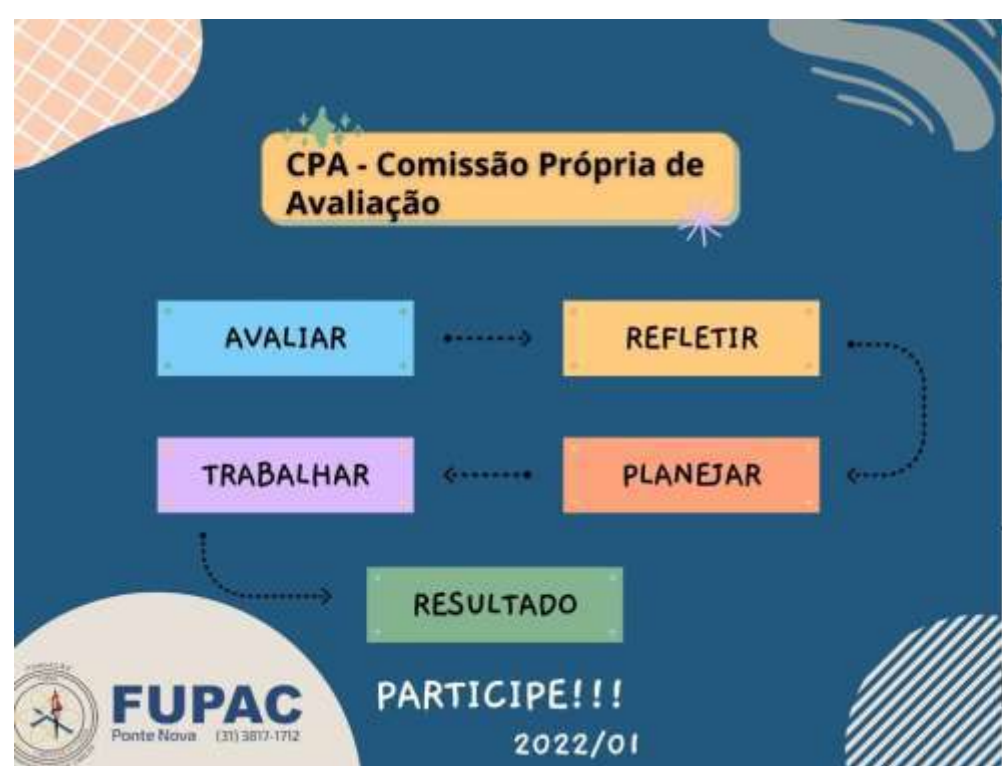 CPA - Comissão Própria de
Avaliação
AVALIAR
REFLETIR
PLANEJAR
TRABALHAR
RESULTADO
PARTICIPE!!!
2022/01
FUPAC
Ponte Nova (31) 3817-1712